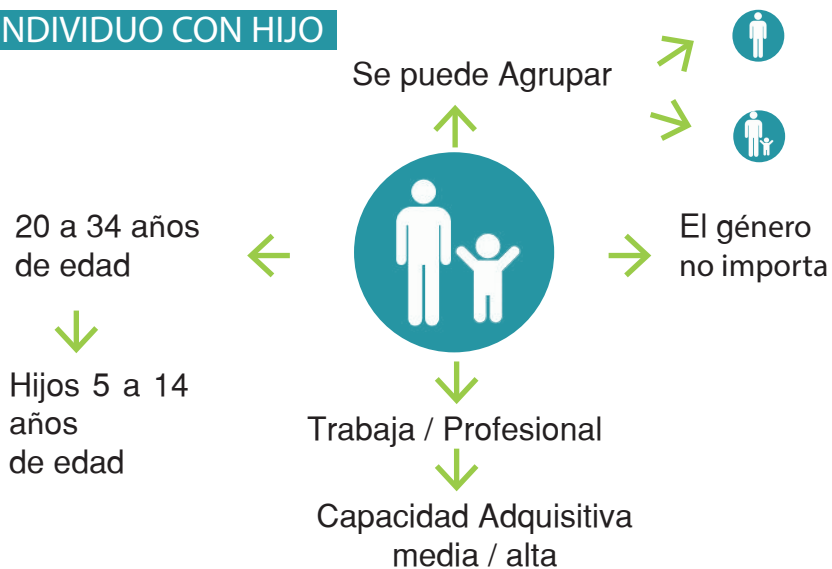 NDIVIDUO CON HIJO
Se puede Agrupar
20 a 34 años
de edad
El género
no importa
Hijos 5 a 14
años
de edad
Trabaja / Profesional
Capacidad Adquisitiva
media / alta